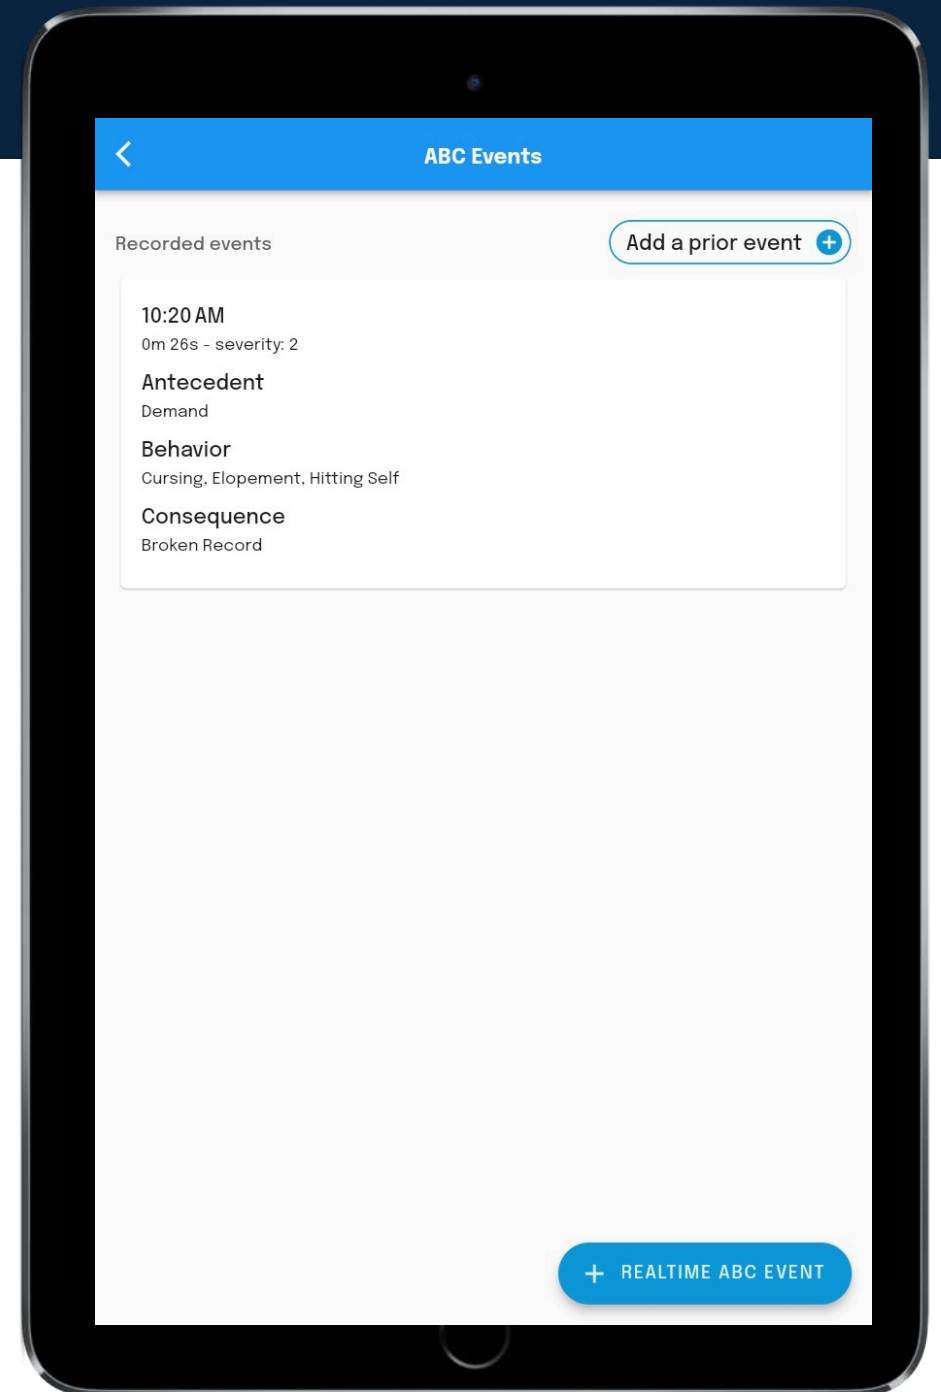 ABC Events
Recorded events
Add a prior event
10:20 AM
0m 26s - severity: 2
Antecedent
Demand
Behavior
Cursing, Elopement, Hitting Self
Consequence
Broken Record
REALTIME ABC EVENT